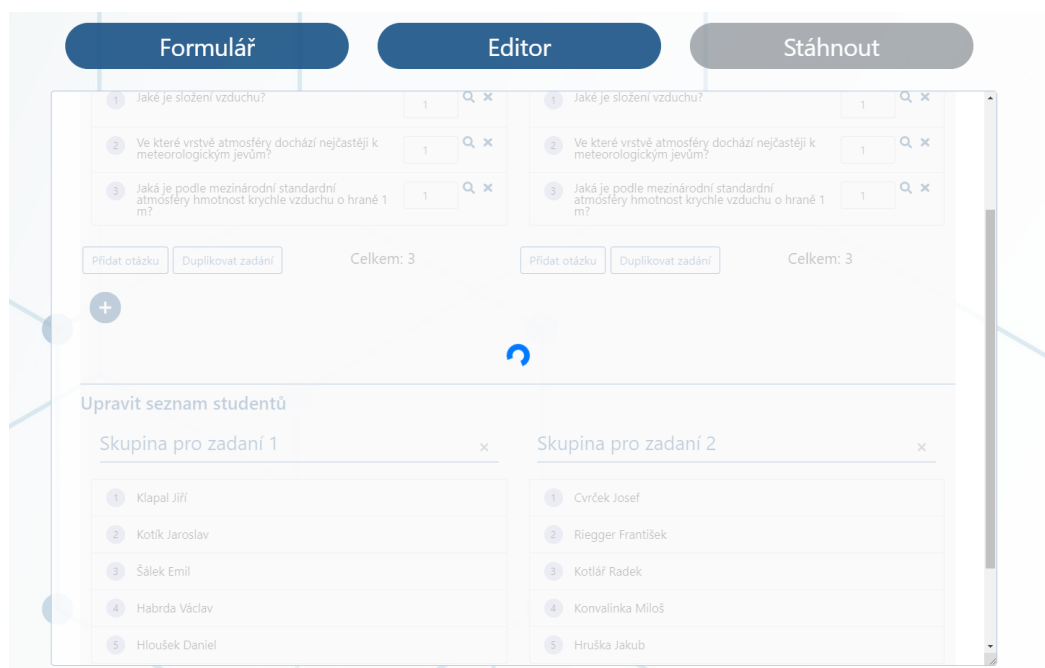 Formulář
Editor
Stáhnout
1 Jaké je složení vzduchu? 1
2 Ve které vrstvě atmosféry dochází nejčastěji k
meteorologickým jevům? 1
3 Jaká je podle mezinárodní standardní
atmosféry hmotnost krychle vzduchu o hraně 1
m? 1
Přidat otázku Duplikovat zadání Celkem: 3
1 Jaké je složení vzduchu? 1
2 Ve které vrstvě atmosféry dochází nejčastěji k
meteorologickým jevům? 1
3 Jaká je podle mezinárodní standardní
atmosféry hmotnost krychle vzduchu o hraně 1
m? 1
Přidat otázku Duplikovat zadání Celkem: 3
Upravit seznam studentů
Skupina pro zadaní 1
1 Klapal Jiří
2 Kotík Jaroslav
3 Šálek Emil
4 Habrda Václav
5 Hloušek Daniel
Skupina pro zadaní 2
1 Cvrček Josef
2 Riegger František
3 Kotlář Radek
4 Konvalinka Miloš
5 Hruška Jakub